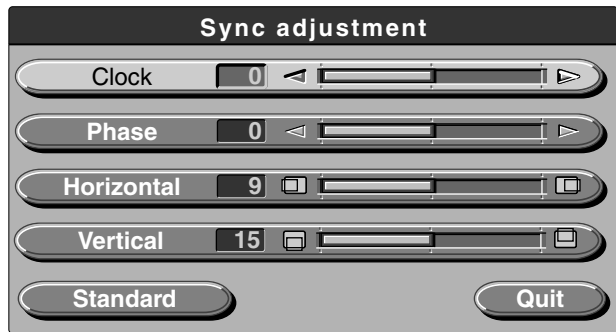 Sync adjustment
Clock 0
Phase 0
Horizontal 9
Vertical 15
Standard Quit